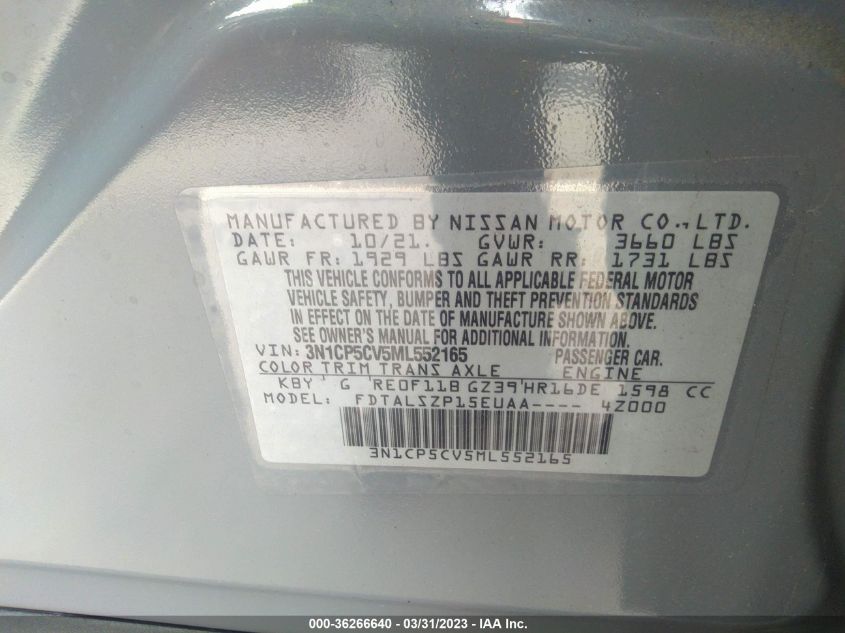 MANUFACTURED BY NISSAN MOTOR CO., LTD.
DATE: 10/21. GVWR: 3660 LBS
GAWR FR: 1929 LBS GAWR RR: 1731 LBS
THIS VEHICLE CONFORMS TO ALL APPLICABLE FEDERAL MOTOR
VEHICLE SAFETY, BUMPER AND THEFT PREVENTION STANDARDS
IN EFFECT ON THE DATE OF MANUFACTURE SHOWN ABOVE.
SEE OWNER'S MANUAL FOR ADDITIONAL INFORMATION.
VIN: 3N1CP5CV5ML552165 PASSENGER CAR.
COLOR TRIM TRANS AXLE ENGINE
KBY G RE0F11B GZ39 HR16DE 1598 CC
MODEL: FDTALSZP15EUAA---- 4Z000
3N1CP5CV5ML552165
000-36266640 - 03/31/2023 - IAA Inc.